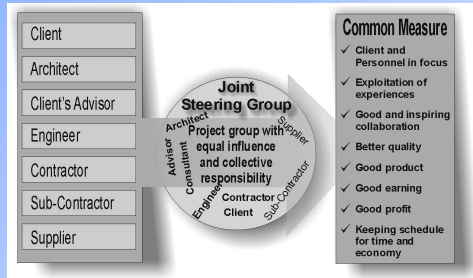 Client
Architect
Client's Advisor
Engineer
Contractor
Sub-Contractor
Supplier
Joint
Steering Group
Architect
Supplier
Advisor
Consultant
Project group with
equal influence
and collective
responsibility
Engineer
Contractor
Client
Sub-Contractor
Common Measure
✓ Client and
Personnel in focus
✓ Exploitation of
experiences
✓ Good and inspiring
collaboration
✓ Better quality
✓ Good product
✓ Good earning
✓ Good profit
✓ Keeping schedule
for time and
economy